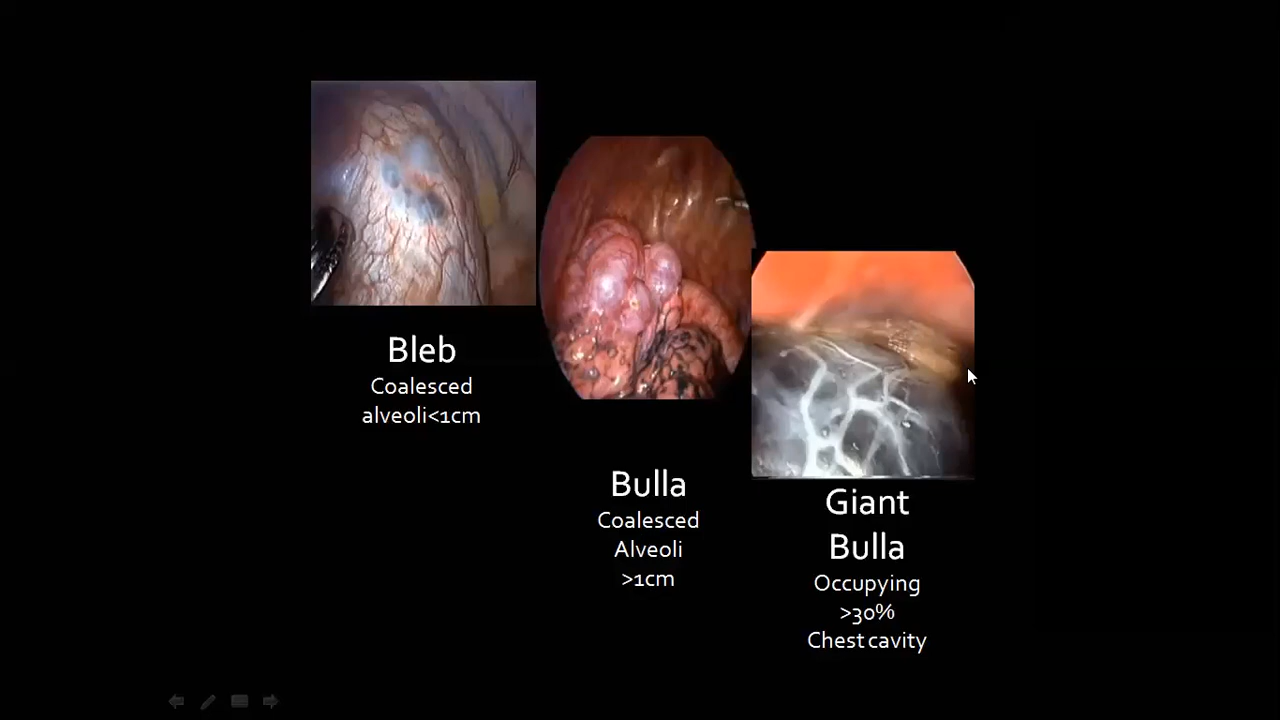 Bleb
Coalesced
alveoli<1cm
Bulla
Coalesced
Alveoli
>1cm
Giant
Bulla
Occupying
>30%
Chest cavity